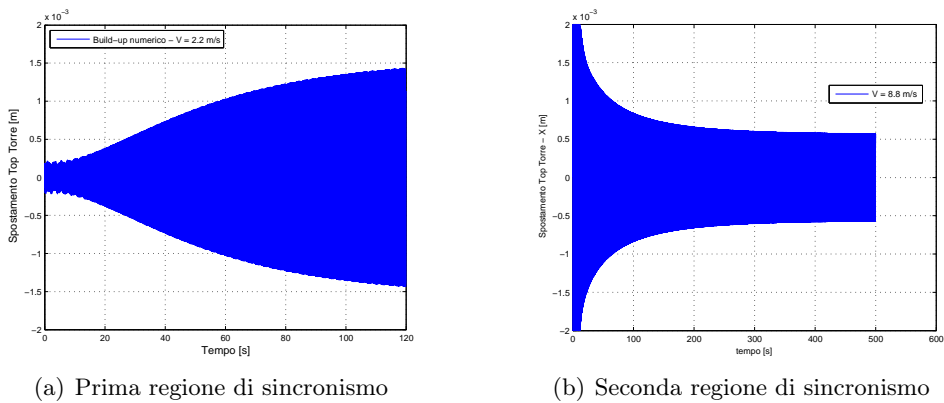 x 10⁻³
2
1.5
1
0.5
0
−0.5
−1
−1.5
−2
Spostamento Top Torre [m]
Build−up numerico − V = 2.2 m/s
0 20 40 60 80 100 120
Tempo [s]
(a) Prima regione di sincronismo
x 10⁻³
2
1.5
1
0.5
0
−0.5
−1
−1.5
−2
Spostamento Top Torre − X [m]
V = 8.8 m/s
0 100 200 300 400 500 600
tempo [s]
(b) Seconda regione di sincronismo